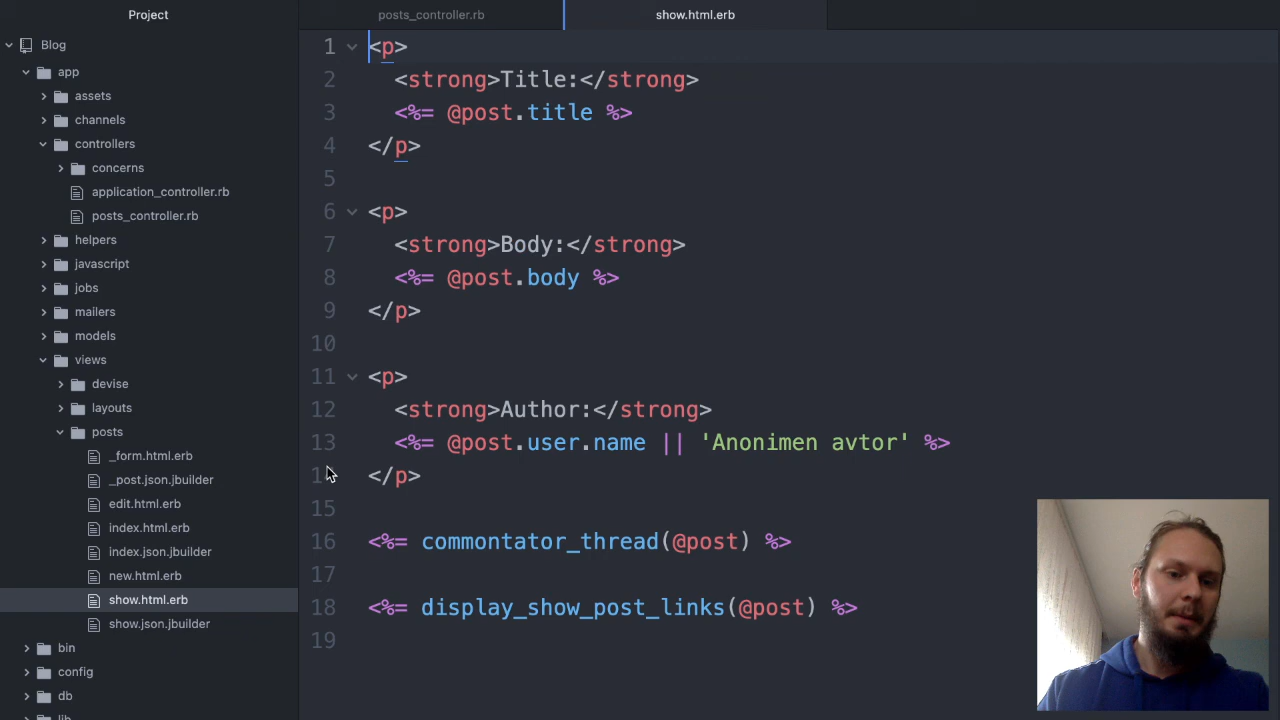 Project
Blog
app
assets
channels
controllers
concerns
application_controller.rb
posts_controller.rb
helpers
javascript
jobs
mailers
models
views
devise
layouts
posts
_form.html.erb
_post.json.jbuilder
edit.html.erb
index.html.erb
index.json.jbuilder
new.html.erb
show.html.erb
show.json.jbuilder
bin
config
db
lib
posts_controller.rb
show.html.erb
1 <p>
2 <strong>Title:</strong>
3 <%= @post.title %>
4 </p>
5
6 <p>
7 <strong>Body:</strong>
8 <%= @post.body %>
9 </p>
10
11 <p>
12 <strong>Author:</strong>
13 <%= @post.user.name || 'Anonimen avtor' %>
</p>
15
16 <%= commontator_thread(@post) %>
17
18 <%= display_show_post_links(@post) %>
19